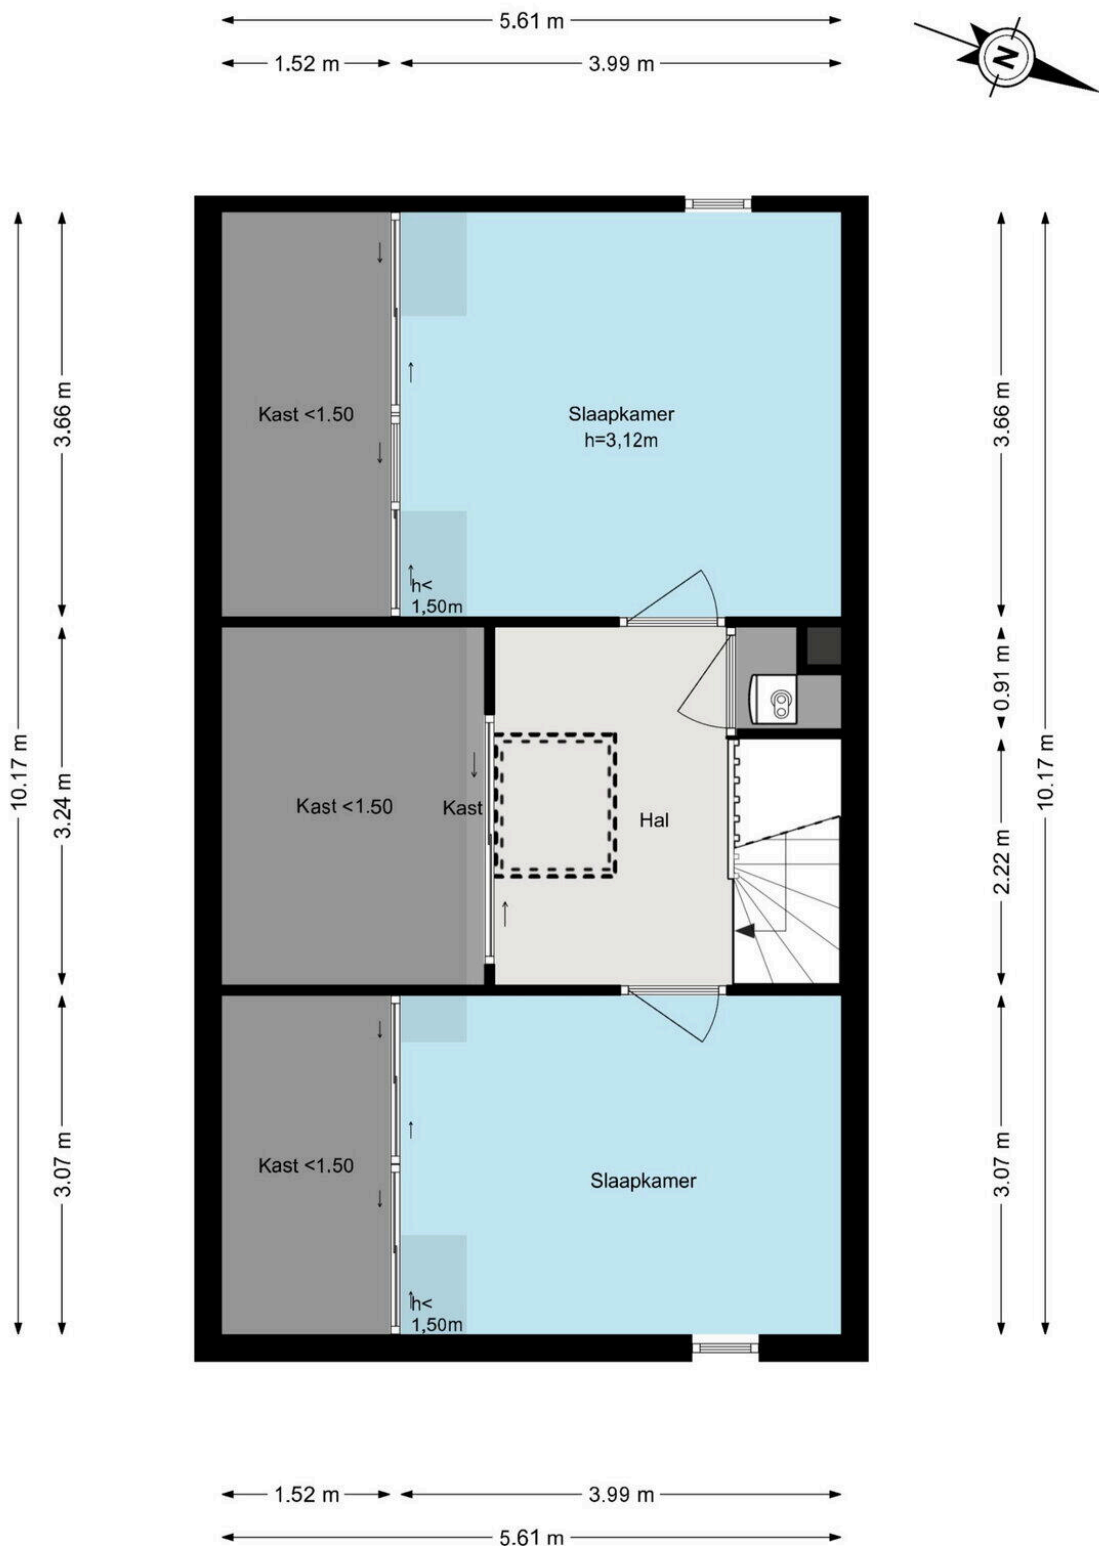 5.61 m
1.52 m
3.99 m
N
10.17 m
3.66 m
3.24 m
3.07 m
Kast <1.50
Slaapkamer
h=3,12m
h<
1,50m
Kast <1.50
Kast
Hal
Kast <1.50
Slaapkamer
h<
1,50m
3.66 m
0.91 m
2.22 m
3.07 m
10.17 m
1.52 m
3.99 m
5.61 m